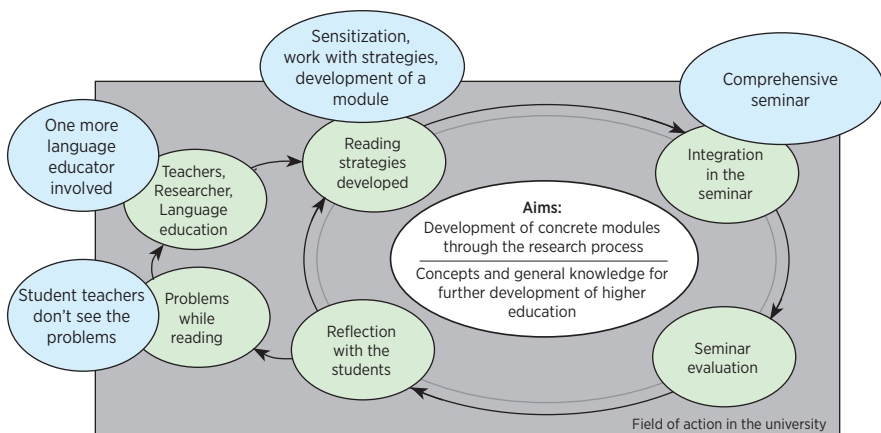 Sensitization,
work with strategies,
development of a
module
Comprehensive
seminar
One more
language
educator
involved
Teachers,
Researcher,
Language
education
Reading
strategies
developed
Integration
in the
seminar
Aims:
Development of concrete modules
through the research process
Concepts and general knowledge for
further development of higher
education
Student teachers
don't see the
problems
Problems
while
reading
Reflection
with the
students
Seminar
evaluation
Field of action in the university